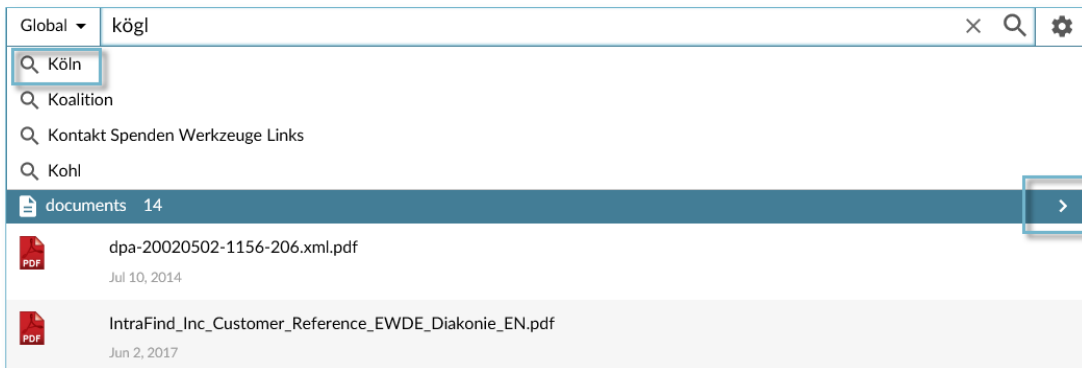 Global kögl
Köln
Koalition
Kontakt Spenden Werkzeuge Links
Kohl
documents 14
dpa-20020502-1156-206.xml.pdf
PDF
Jul 10, 2014
IntraFind_Inc_Customer_Reference_EWDE_Diakonie_EN.pdf
PDF
Jun 2, 2017